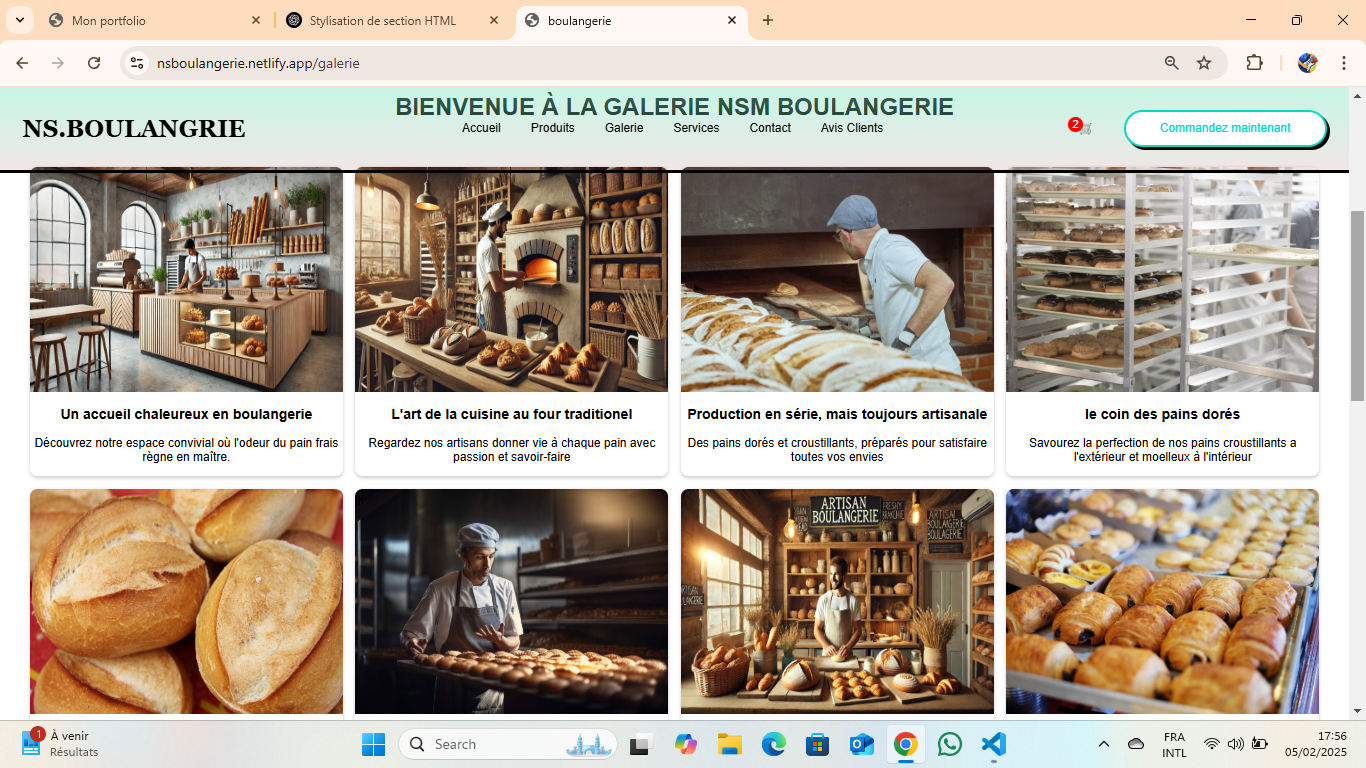 Mon portfolio
Stylisation de section HTML
boulangerie
nsboulangerie.netlify.app/galerie
BIENVENUE À LA GALERIE NSM BOULANGERIE
NS.BOULANGRIE
Accueil
Produits
Galerie
Services
Contact
Avis Clients
2
Commandez maintenant
Un accueil chaleureux en boulangerie
Découvrez notre espace convivial où l'odeur du pain frais
règne en maître.
L'art de la cuisine au four traditionel
Regardez nos artisans donner vie à chaque pain avec
passion et savoir-faire
Production en série, mais toujours artisanale
Des pains dorés et croustillants, préparés pour satisfaire
toutes vos envies
le coin des pains dorés
Savourez la perfection de nos pains croustillants a
l'extérieur et moelleux à l'intérieur
ARTISAN
BOULANGERIE
1
À venir
Résultats
Search
FRA
INTL
17:56
05/02/2025